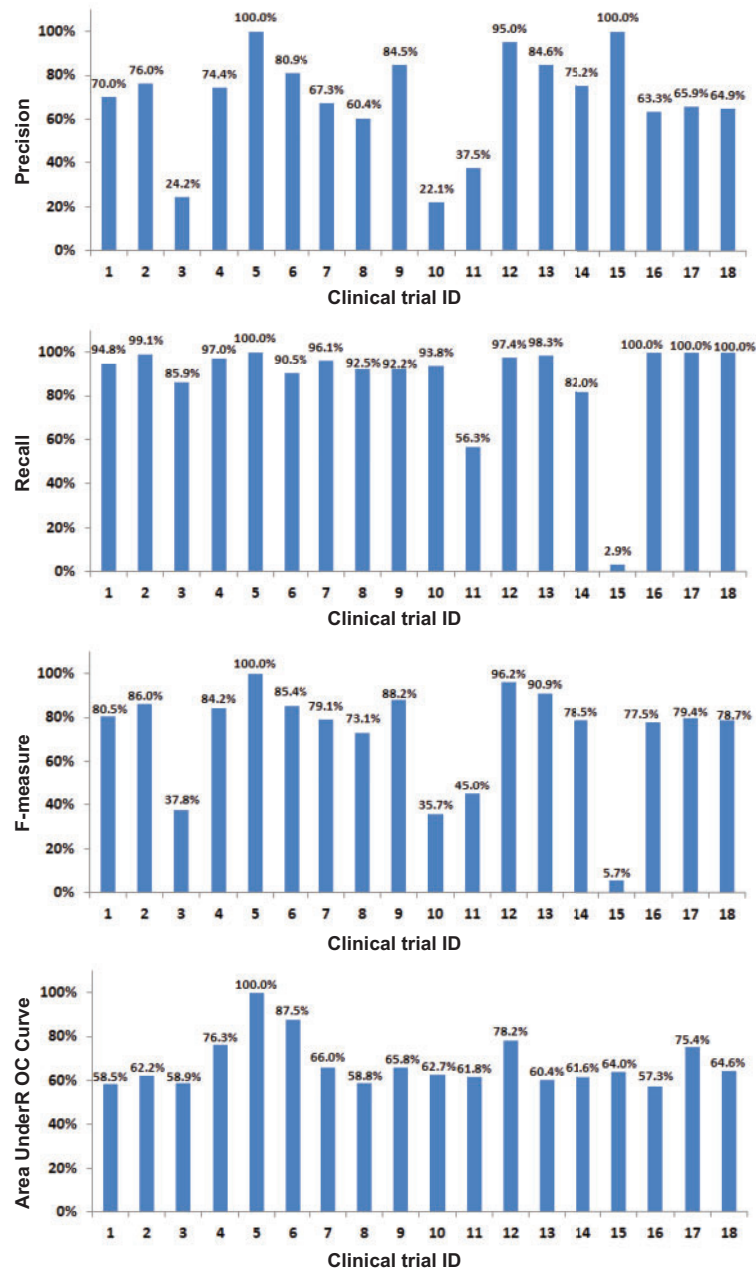 100.0%
100.0%
95.0%
100%
84.5%
84.6%
80.9%
76.0%
74.4%
75.2%
80%
70.0%
67.3%
65.9% 64.9%
63.3%
60.4%
60%
Precision
37.5%
40%
24.2%
22.1%
20%
0%
1 2 3 4 5 6 7 8 9 10 11 12 13 14 15 16 17 18
Clinical trial ID
94.8% 99.1% 85.9% 97.0% 100.0% 90.5% 96.1% 92.5% 92.2% 93.8% 56.3% 97.4% 98.3% 82.0% 2.9% 100.0% 100.0% 100.0%
100%
80%
60%
Recall
40%
20%
0%
1 2 3 4 5 6 7 8 9 10 11 12 13 14 15 16 17 18
Clinical trial ID
80.5% 86.0% 37.8% 84.2% 100.0% 85.4% 79.1% 73.1% 88.2% 35.7% 45.0% 96.2% 90.9% 78.5% 5.7% 77.5% 79.4% 78.7%
100%
80%
60%
F-measure
40%
20%
0%
1 2 3 4 5 6 7 8 9 10 11 12 13 14 15 16 17 18
Clinical trial ID
58.5% 62.2% 58.9% 76.3% 100.0% 87.5% 66.0% 58.8% 65.8% 62.7% 61.8% 78.2% 60.4% 61.6% 64.0% 57.3% 75.4% 64.6%
100%
80%
60%
Area UnderR OC Curve
40%
20%
0%
1 2 3 4 5 6 7 8 9 10 11 12 13 14 15 16 17 18
Clinical trial ID